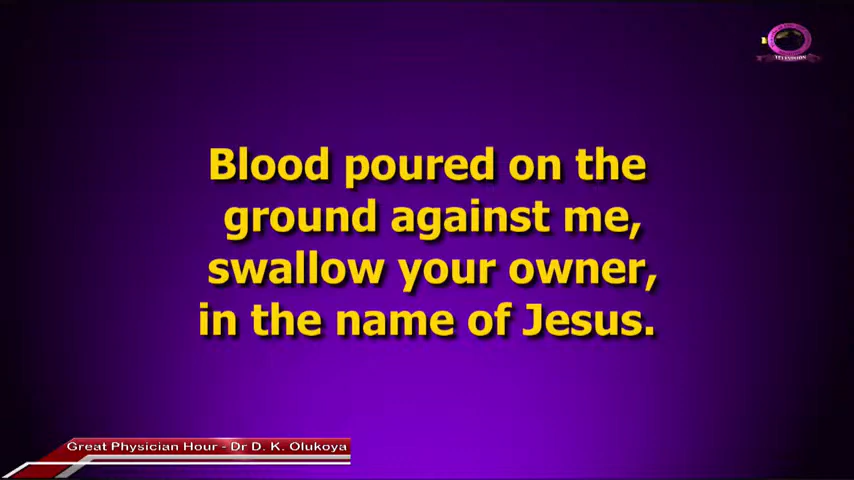 Blood poured on the
ground against me,
swallow your owner,
in the name of Jesus.
Great Physician Hour - Dr D. K. Olukoya
TELEVISION